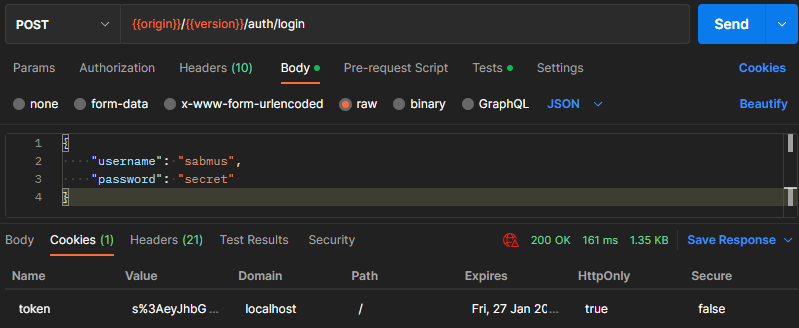 POST {{origin}}/{{version}}/auth/login Send
Params Authorization Headers (10) Body Pre-request Script Tests Settings Cookies
none form-data x-www-form-urlencoded raw binary GraphQL JSON Beautify
1 {
2 "username": "sabmus",
3 "password": "secret"
4 }
Body Cookies (1) Headers (21) Test Results Security 200 OK 161 ms 1.35 KB Save Response
Name Value Domain Path Expires HttpOnly Secure
token s%3AeyJhbG ... localhost / Fri, 27 Jan 20... true false